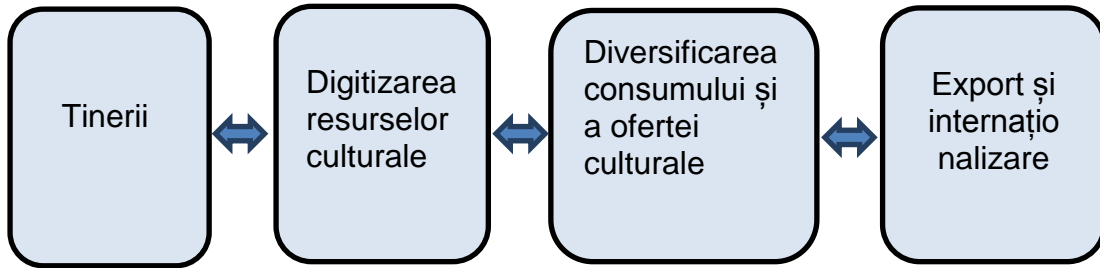 Tinerii
Digitizarea
resurselor
culturale
Diversificarea
consumului și
a ofertei
culturale
Export și
internațio
nalizare